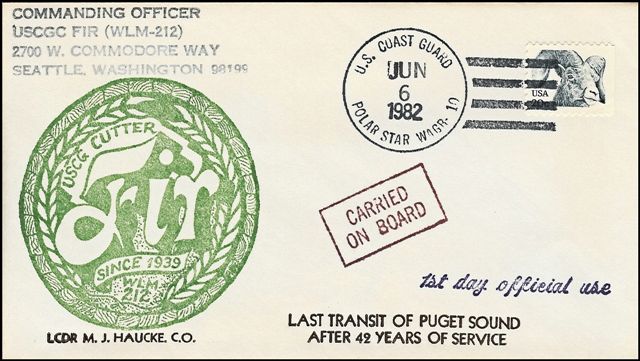 COMMANDING OFFICER
USCGC FIR (WLM-212)
2700 W. COMMODORE WAY
SEATTLE, WASHINGTON 98199
U.S. COAST GUARD
JUN
6
1982
POLAR STAR WAGB-10
USA
20c
USCG CUTTER
Fir
SINCE 1939
WLM
212
CARRIED
ON BOARD
1st day official use
LCDR M. J. HAUCKE, C.O.
LAST TRANSIT OF PUGET SOUND
AFTER 42 YEARS OF SERVICE